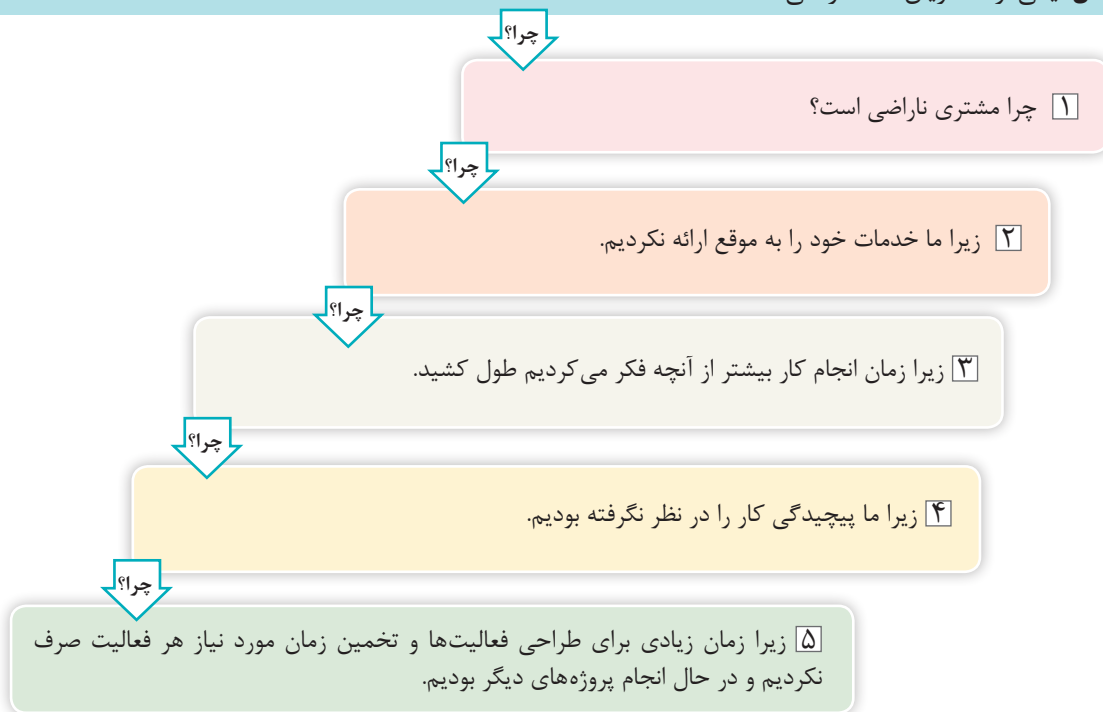 چرا؟
۱ چرا مشتری ناراضی است؟
چرا؟
۲ زیرا ما خدمات خود را به موقع ارائه نکردیم.
چرا؟
۳ زیرا زمان انجام کار بیشتر از آنچه فکر می‌کردیم طول کشید.
چرا؟
۴ زیرا ما پیچیدگی کار را در نظر نگرفته بودیم.
چرا؟
۵ زیرا زمان زیادی برای طراحی فعالیت‌ها و تخمین زمان مورد نیاز هر فعالیت صرف
نکردیم و در حال انجام پروژه‌های دیگر بودیم.